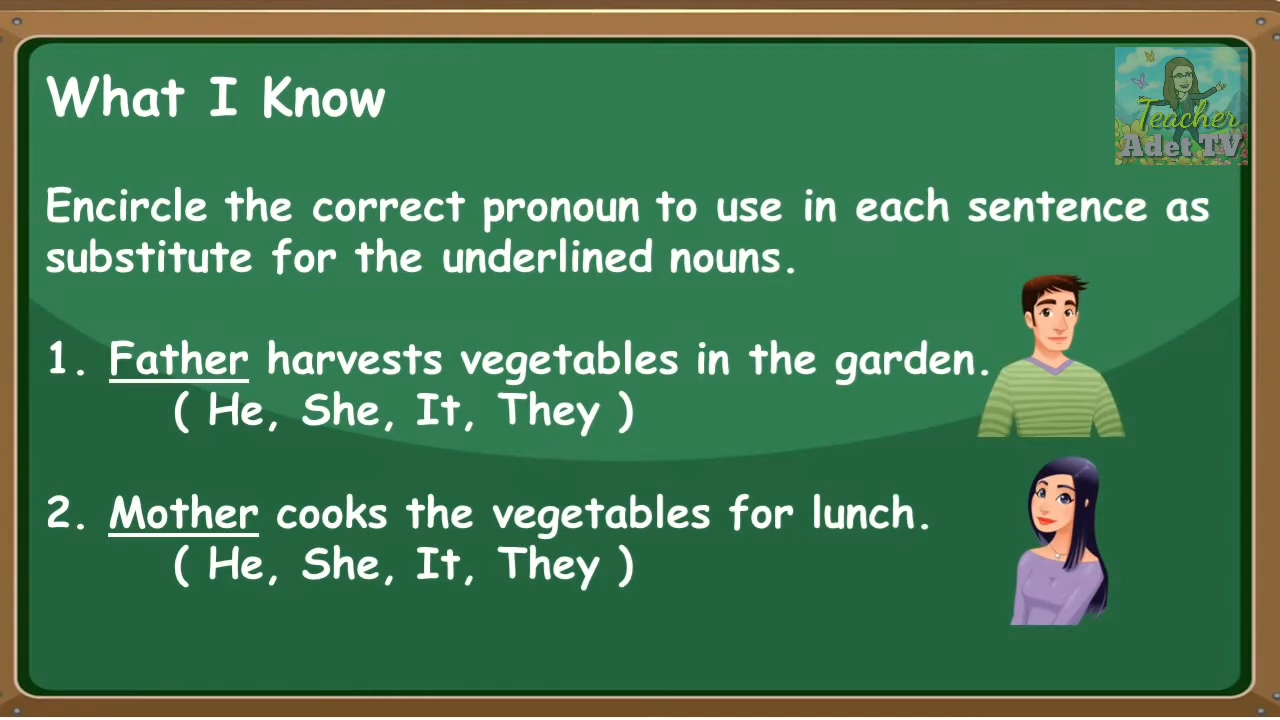 What I Know
Teacher
Adet TV
Encircle the correct pronoun to use in each sentence as
substitute for the underlined nouns.
1. Father harvests vegetables in the garden.
( He, She, It, They )
2. Mother cooks the vegetables for lunch.
( He, She, It, They )